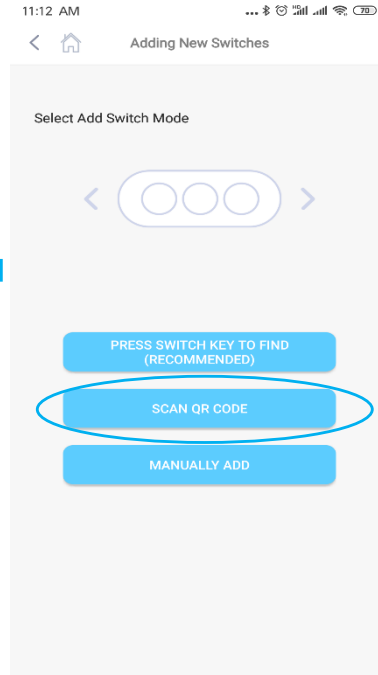 11:12 AM
70
Adding New Switches
Select Add Switch Mode
PRESS SWITCH KEY TO FIND
(RECOMMENDED)
SCAN QR CODE
MANUALLY ADD